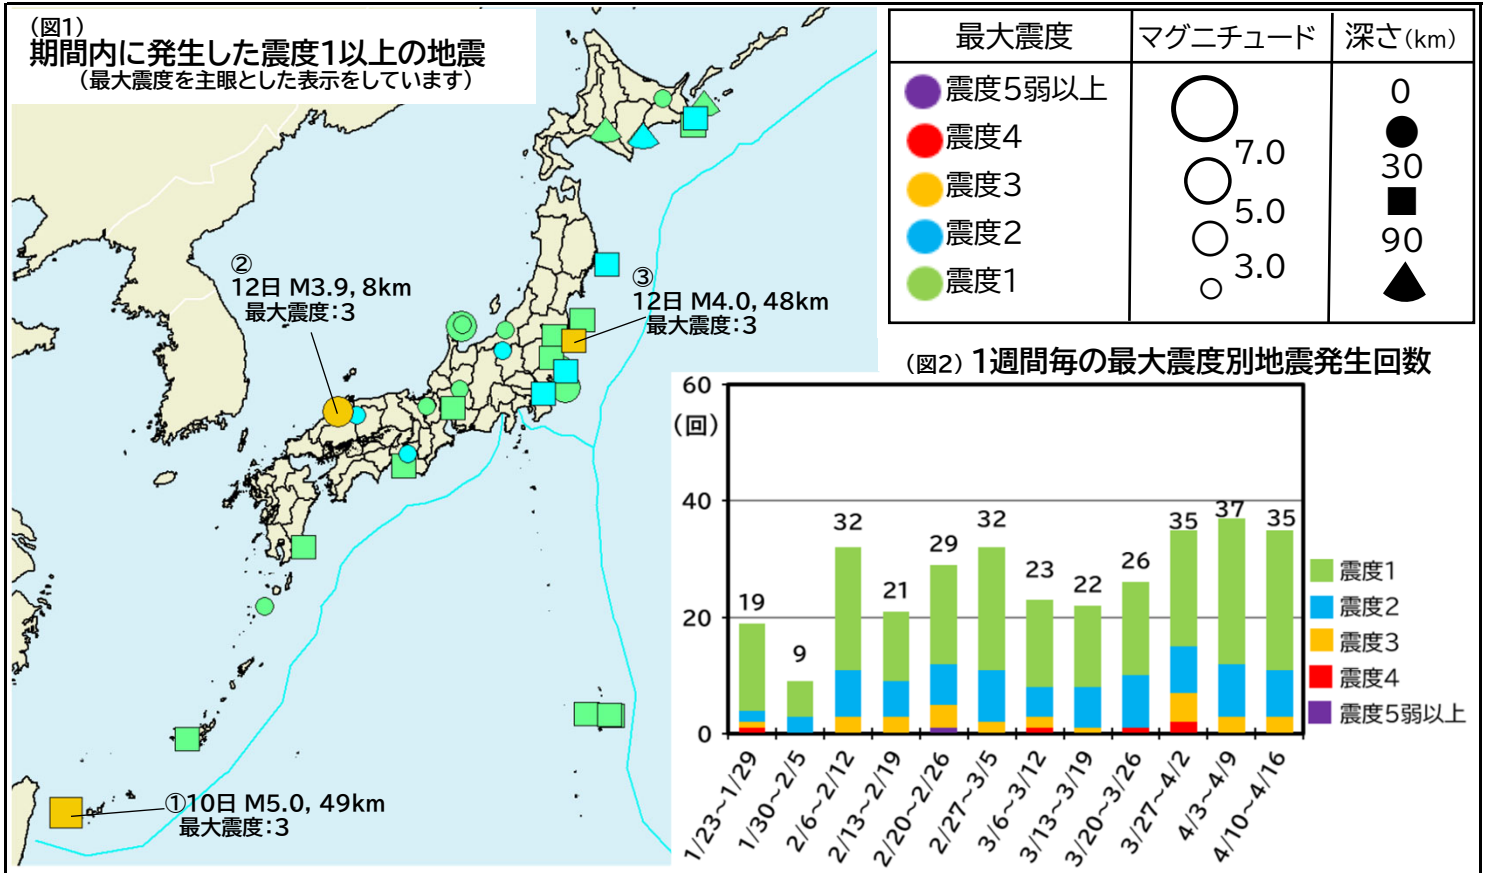 (図1)
期間内に発生した震度1以上の地震
(最大震度を主眼とした表示をしています)
②
12日 M3.9, 8km
最大震度:3
③
12日 M4.0, 48km
最大震度:3
①10日 M5.0, 49km
最大震度:3
最大震度 マグニチュード 深さ(km)
震度5弱以上
震度4
震度3
震度2
震度1
7.0
5.0
3.0
0
30
90
(図2) 1週間毎の最大震度別地震発生回数
60
(回)
40
20
0
19
9
32
21
29
32
23
22
26
35
37
35
1/23~1/29
1/30~2/5
2/6~2/12
2/13~2/19
2/20~2/26
2/27~3/5
3/6~3/12
3/13~3/19
3/20~3/26
3/27~4/2
4/3~4/9
4/10~4/16
震度1
震度2
震度3
震度4
震度5弱以上